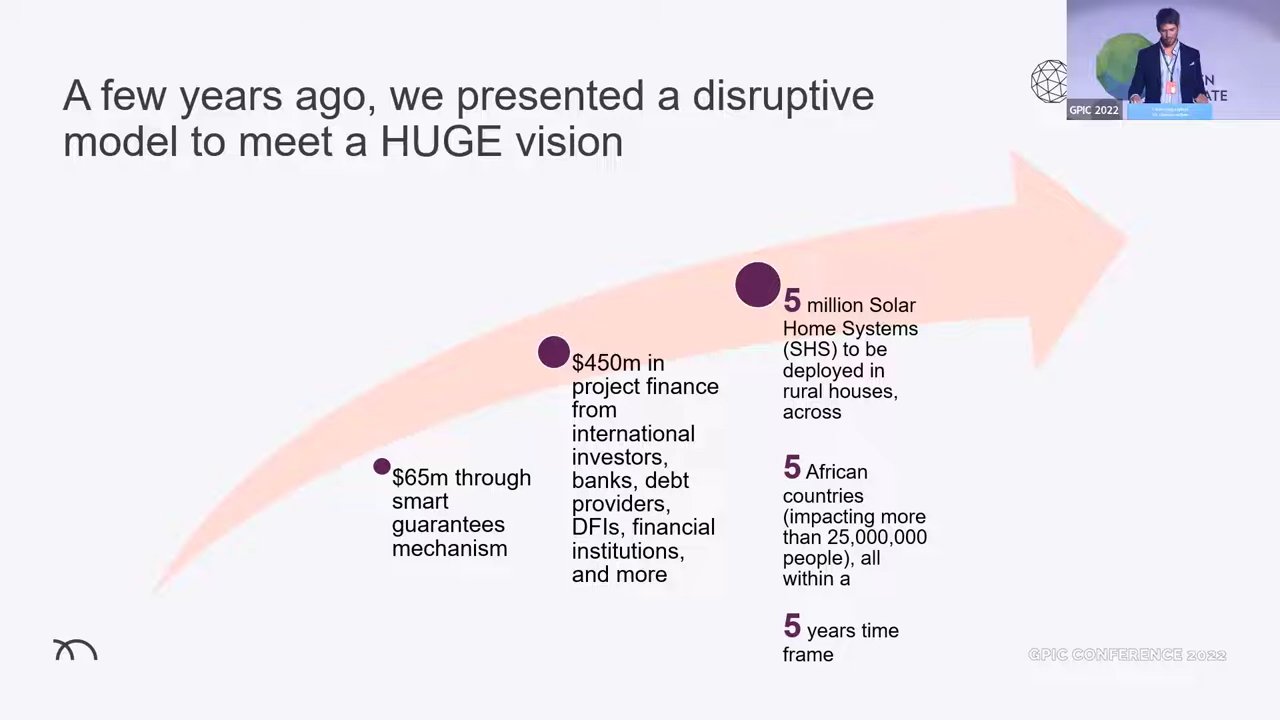 A few years ago, we presented a disruptive
model to meet a HUGE vision
GPIC 2022
$65m through
smart
guarantees
mechanism
$450m in
project finance
from
international
investors,
banks, debt
providers,
DFIs, financial
institutions,
and more
5 million Solar
Home Systems
(SHS) to be
deployed in
rural houses,
across
5 African
countries
(impacting more
than 25,000,000
people), all
within a
5 years time
frame
GPIC CONFERENCE 2022